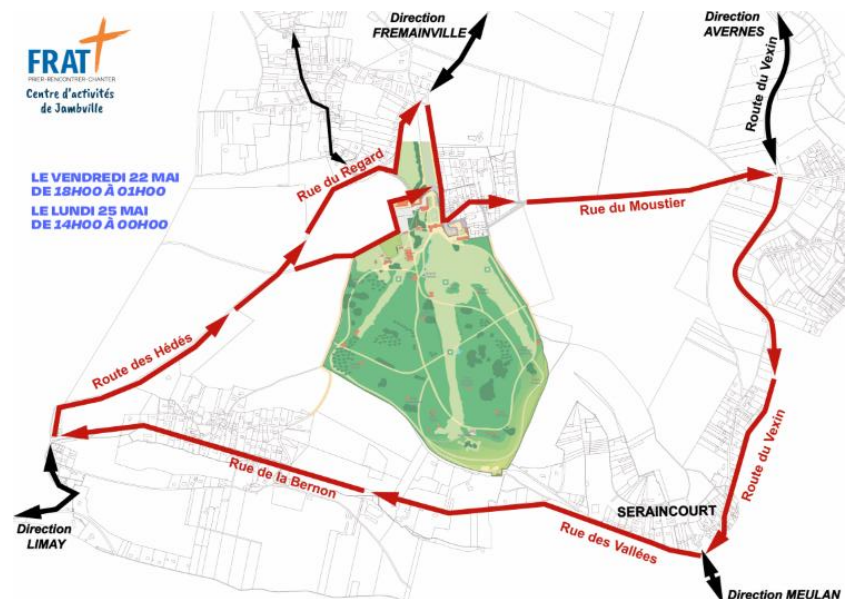 Direction
FREMAINVILLE
Direction
AVERNES
FRAT
PRIER-RENCONTRER-CHANTER
Centre d'activités
de Jambville
Route du Vexin
LE VENDREDI 22 MAI
DE 18H00 À 01H00
LE LUNDI 25 MAI
DE 14H00 À 00H00
Rue du Regard
Rue du Moustier
Route des Hédés
Route du Vexin
Rue de la Bernon
SERAINCOURT
Rue des Vallées
Direction
LIMAY
Direction MEULAN